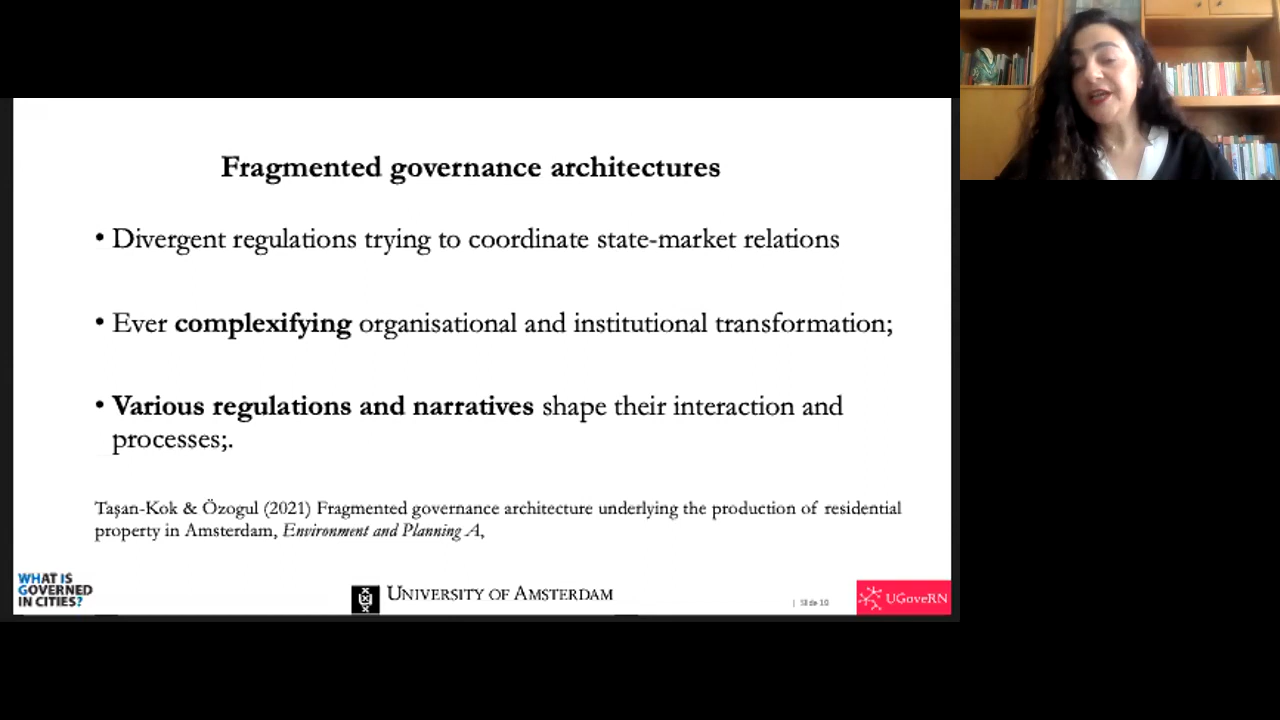 Fragmented governance architectures
• Divergent regulations trying to coordinate state-market relations
• Ever complexifying organisational and institutional transformation;
• Various regulations and narratives shape their interaction and
processes;.
Taşan-Kok & Özogul (2021) Fragmented governance architecture underlying the production of residential
property in Amsterdam, Environment and Planning A,
WHAT IS
GOVERNED
IN CITIES?
UNIVERSITY OF AMSTERDAM
| Slide 10
UGoveRN